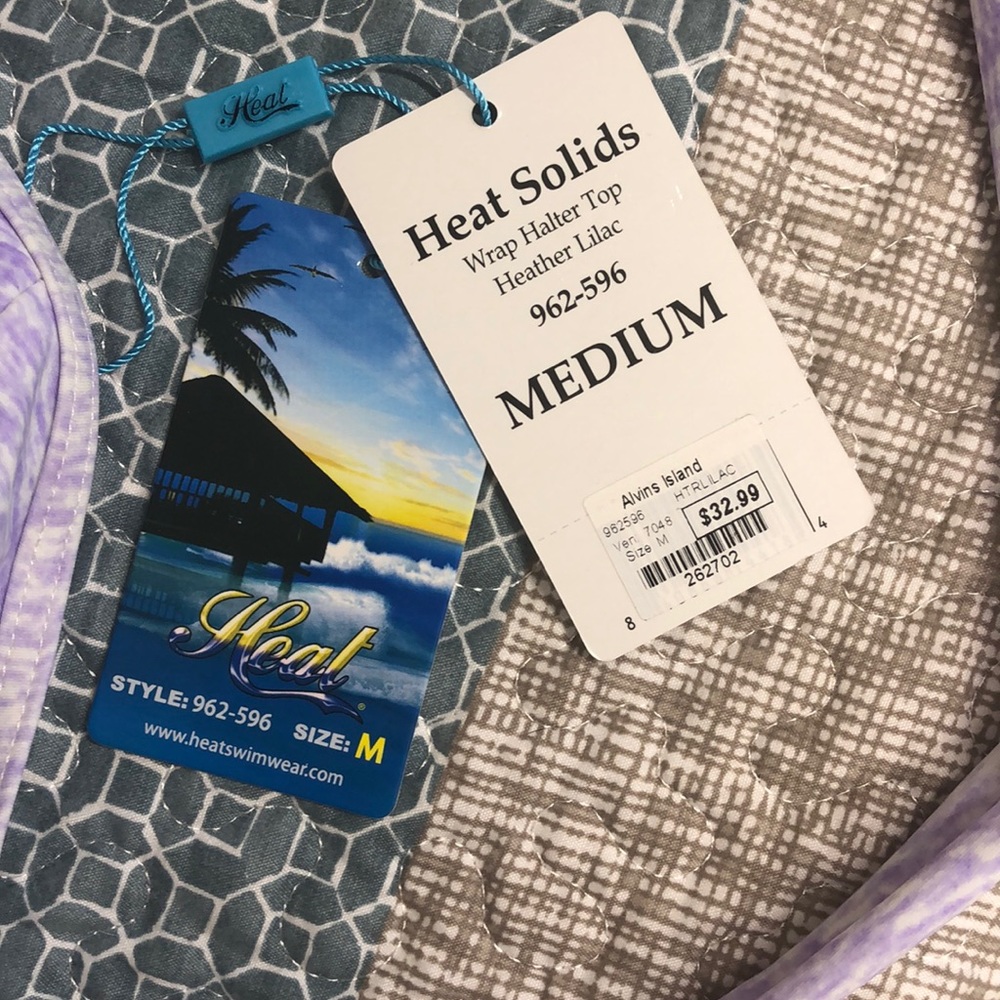 Heat
Heat Solids
Wrap Halter Top
Heather Lilac
962-596
MEDIUM
Alvins Island
962596 HTRLILAC
Ven 7048 $32.99
Size M
262702
8 4
Heat®
STYLE: 962-596 SIZE: M
www.heatswimwear.com